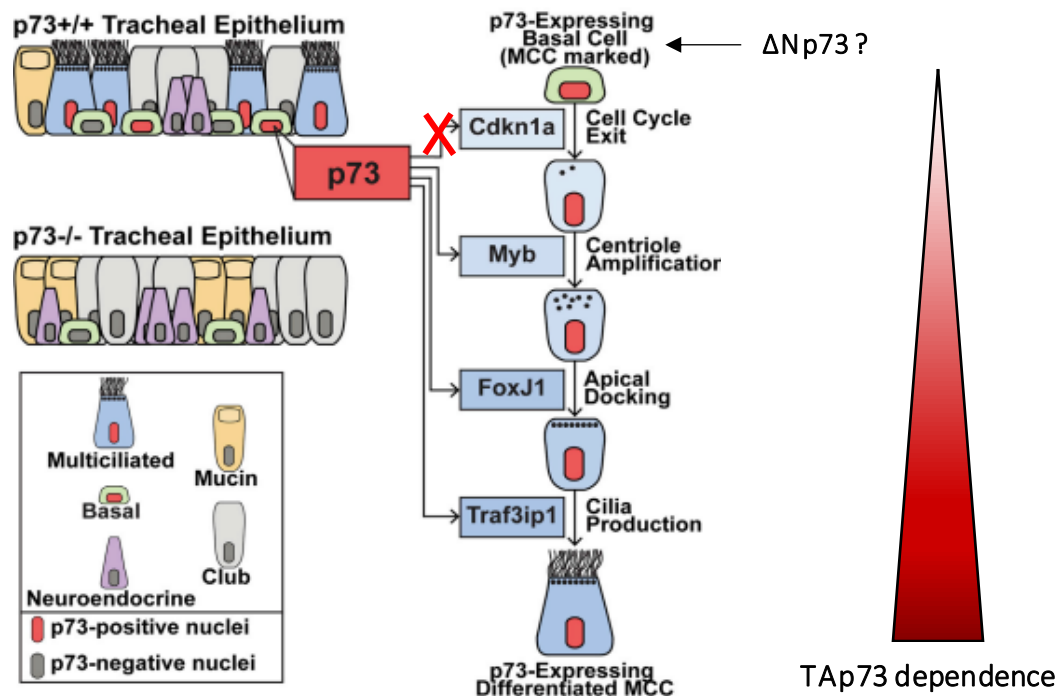 p73+/+ Tracheal Epithelium
p73
p73-/- Tracheal Epithelium
Multiciliated
Mucin
Basal
Club
Neuroendocrine
p73-positive nuclei
p73-negative nuclei
p73-Expressing
Basal Cell
(MCC marked)
ΔNp73 ?
Cdkn1a
Cell Cycle
Exit
Myb
Centriole
Amplification
FoxJ1
Apical
Docking
Traf3ip1
Cilia
Production
p73-Expressing
Differentiated MCC
TAp73 dependence